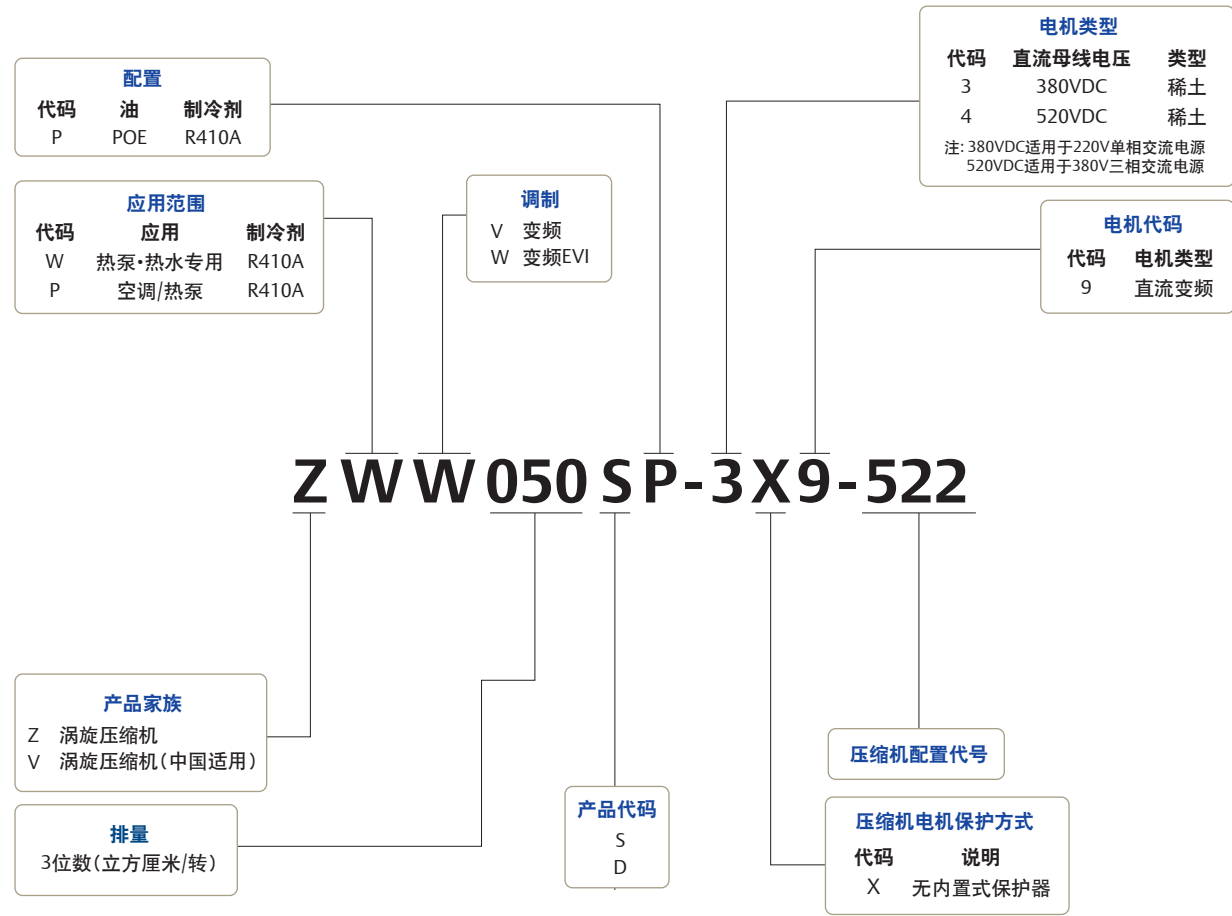 配置
代码 油 制冷剂
P POE R410A
应用范围
代码 应用 制冷剂
W 热泵•热水专用 R410A
P 空调/热泵 R410A
调制
V 变频
W 变频EVI
电机类型
代码 直流母线电压 类型
3 380VDC 稀土
4 520VDC 稀土
注: 380VDC适用于220V单相交流电源
520VDC适用于380V三相交流电源
电机代码
代码 电机类型
9 直流变频
ZWW050SP-3X9-522
产品家族
Z 涡旋压缩机
V 涡旋压缩机(中国适用)
排量
3位数(立方厘米/转)
产品代码
S
D
压缩机配置代号
压缩机电机保护方式
代码 说明
X 无内置式保护器